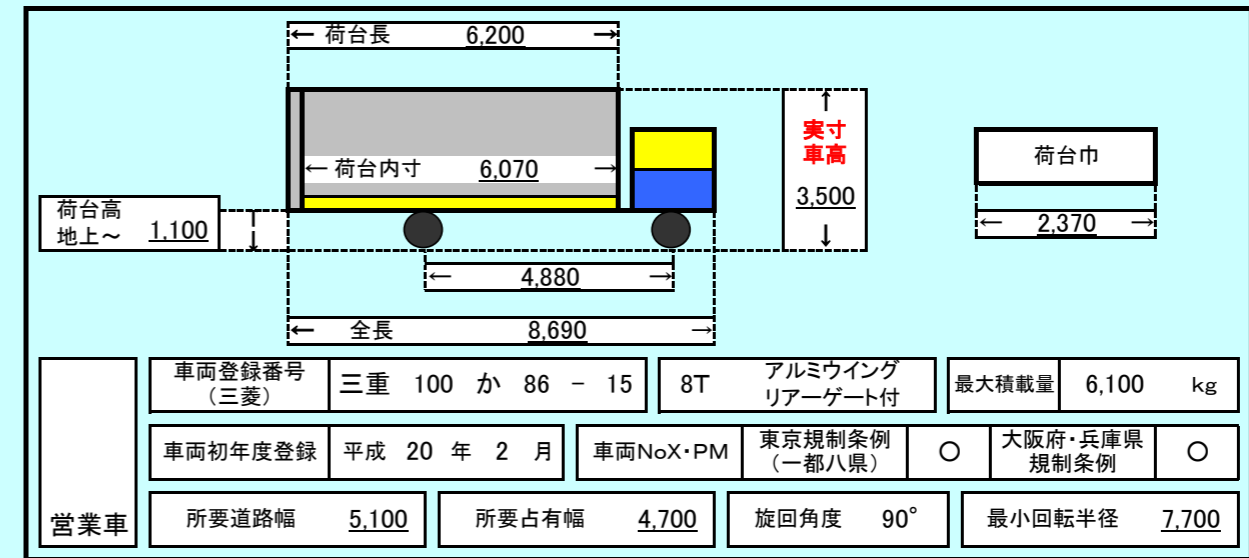 ← 荷台長 6,200 →
← 荷台内寸 6,070 →
↑
実寸
車高
3,500
↓
荷台巾
← 2,370 →
荷台高
地上～ 1,100
↑
↓
← 4,880 →
← 全長 8,690 →
営業車
車両登録番号
（三菱）
三重 100 か 86 － 15
8T
アルミウイング
リアーゲート付
最大積載量 6,100 kg
車両初年度登録 平成 20 年 2 月
車両NoX・PM
東京規制条例
（一都八県）
○
大阪府・兵庫県
規制条例
○
所要道路幅 5,100
所要占有幅 4,700
旋回角度 90°
最小回転半径 7,700